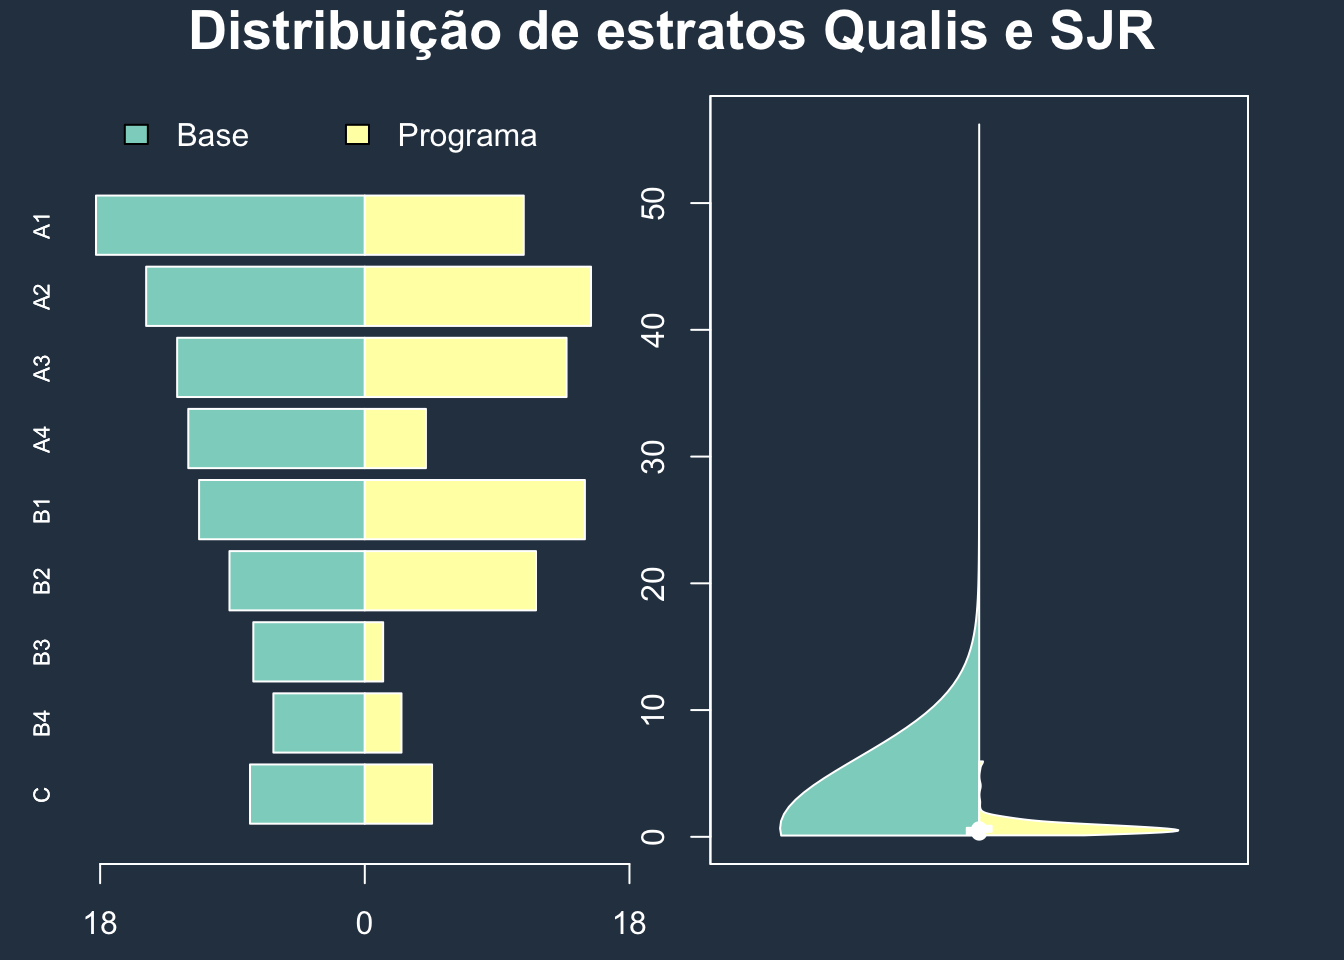 Distribuição de estratos Qualis e SJR
Base Programa
A1
A2
A3
A4
B1
B2
B3
B4
C
18 0 18
50
40
30
20
10
0